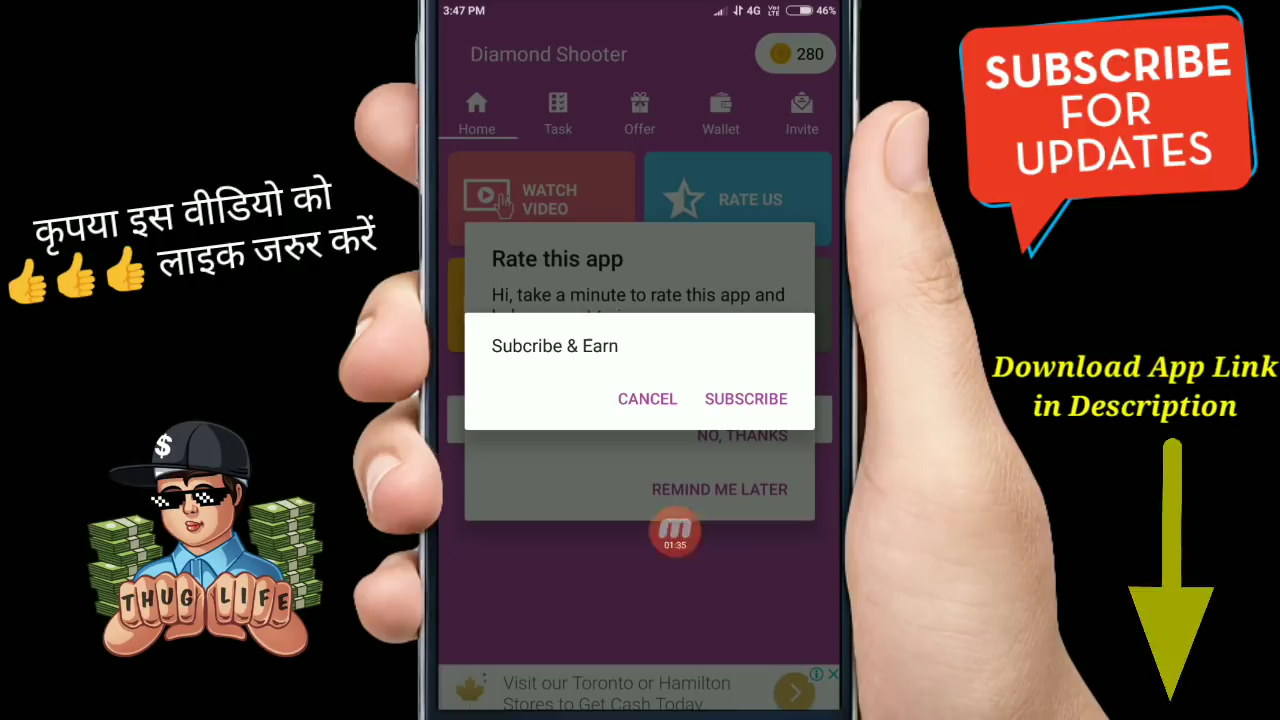 3:47 PM
4G
VoLTE
46%
Diamond Shooter
280
Home
Task
Offer
Wallet
Invite
WATCH
VIDEO
RATE US
Rate this app
Hi, take a minute to rate this app and
Subcribe & Earn
CANCEL
SUBSCRIBE
NO, THANKS
REMIND ME LATER
m
01:35
Visit our Toronto or Hamilton
Stores to Get Cash Today
कृपया इस वीडियो को
👍👍👍 लाइक जरुर करें
$
THUG LIFE
SUBSCRIBE
FOR
UPDATES
Download App Link
in Description